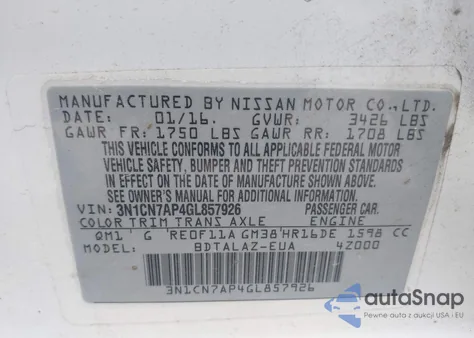 MANUFACTURED BY NISSAN MOTOR CO.,LTD.
DATE: 01/16. GVWR: 3426 LBS
GAWR FR: 1750 LBS GAWR RR: 1708 LBS
THIS VEHICLE CONFORMS TO ALL APPLICABLE FEDERAL MOTOR
VEHICLE SAFETY, BUMPER AND THEFT PREVENTION STANDARDS
IN EFFECT ON THE DATE OF MANUFACTURE SHOWN ABOVE.
SEE OWNER'S MANUAL FOR ADDITIONAL INFORMATION.
VIN: 3N1CN7AP4GL857926 PASSENGER CAR.
COLOR TRIM TRANS AXLE ENGINE
QM1 G RE0F11A GM38 HR16DE 1598 CC
MODEL: BDTALAZ-EUA 4Z000
3N1CN7AP4GL857926
autoSnap
Portal z aukcji w USA i EU